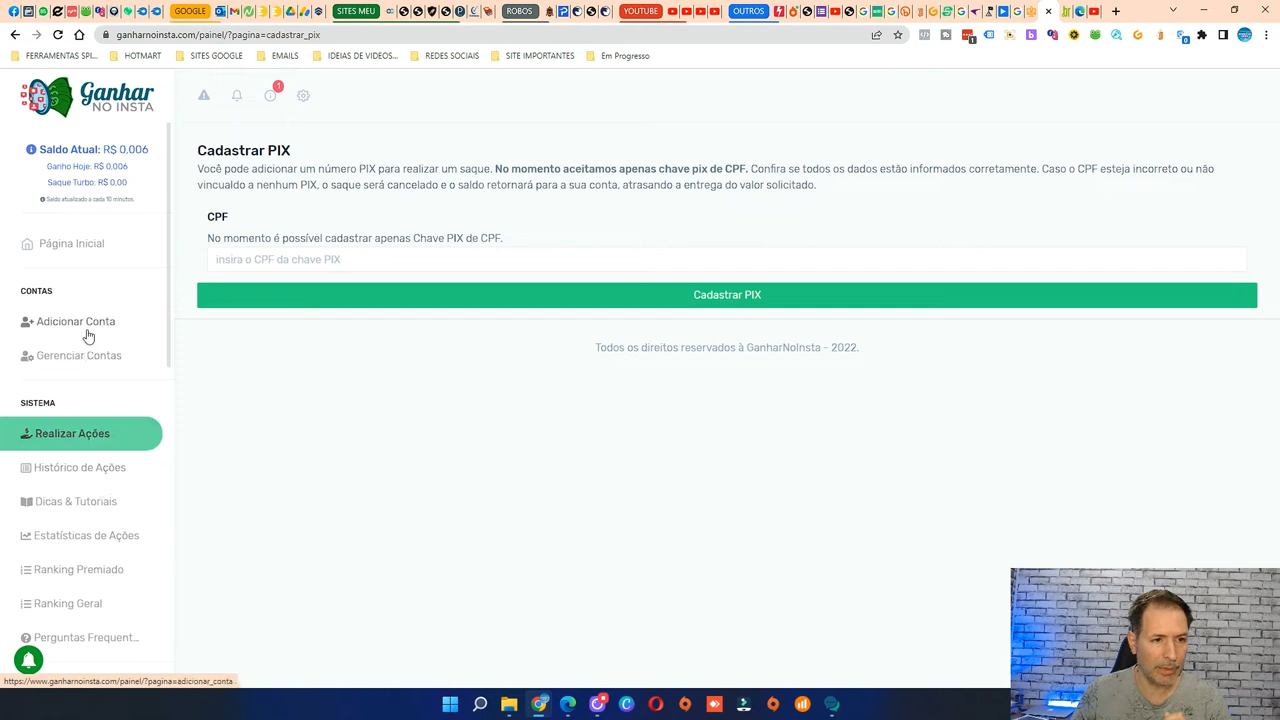 GOOGLE
SITES MEU
ROBOS
YOUTUBE
OUTROS
ganharnoinsta.com/painel/?pagina=cadastrar_pix
FERRAMENTAS SPI...
HOTMART
SITES GOOGLE
EMAILS
IDEIAS DE VIDEOS...
REDES SOCIAIS
SITE IMPORTANTES
Em Progresso
Ganhar
NO INSTA
1
Saldo Atual: R$ 0,006
Ganho Hoje: R$ 0,006
Saque Turbo: R$ 0,00
Saldo atualizado a cada 10 minutos.
Página Inicial
CONTAS
Adicionar Conta
Gerenciar Contas
SISTEMA
Realizar Ações
Histórico de Ações
Dicas & Tutoriais
Estatísticas de Ações
Ranking Premiado
Ranking Geral
Perguntas Frequent...
Cadastrar PIX
Você pode adicionar um número PIX para realizar um saque. No momento aceitamos apenas chave pix de CPF. Confira se todos os dados estão informados corretamente. Caso o CPF esteja incorreto ou não
vincualdo a nenhum PIX, o saque será cancelado e o saldo retornará para a sua conta, atrasando a entrega do valor solicitado.
CPF
No momento é possível cadastrar apenas Chave PIX de CPF.
insira o CPF da chave PIX
Cadastrar PIX
Todos os direitos reservados à GanharNoInsta - 2022.
https://www.ganharnoinsta.com/painel/?pagina=adicionar_conta